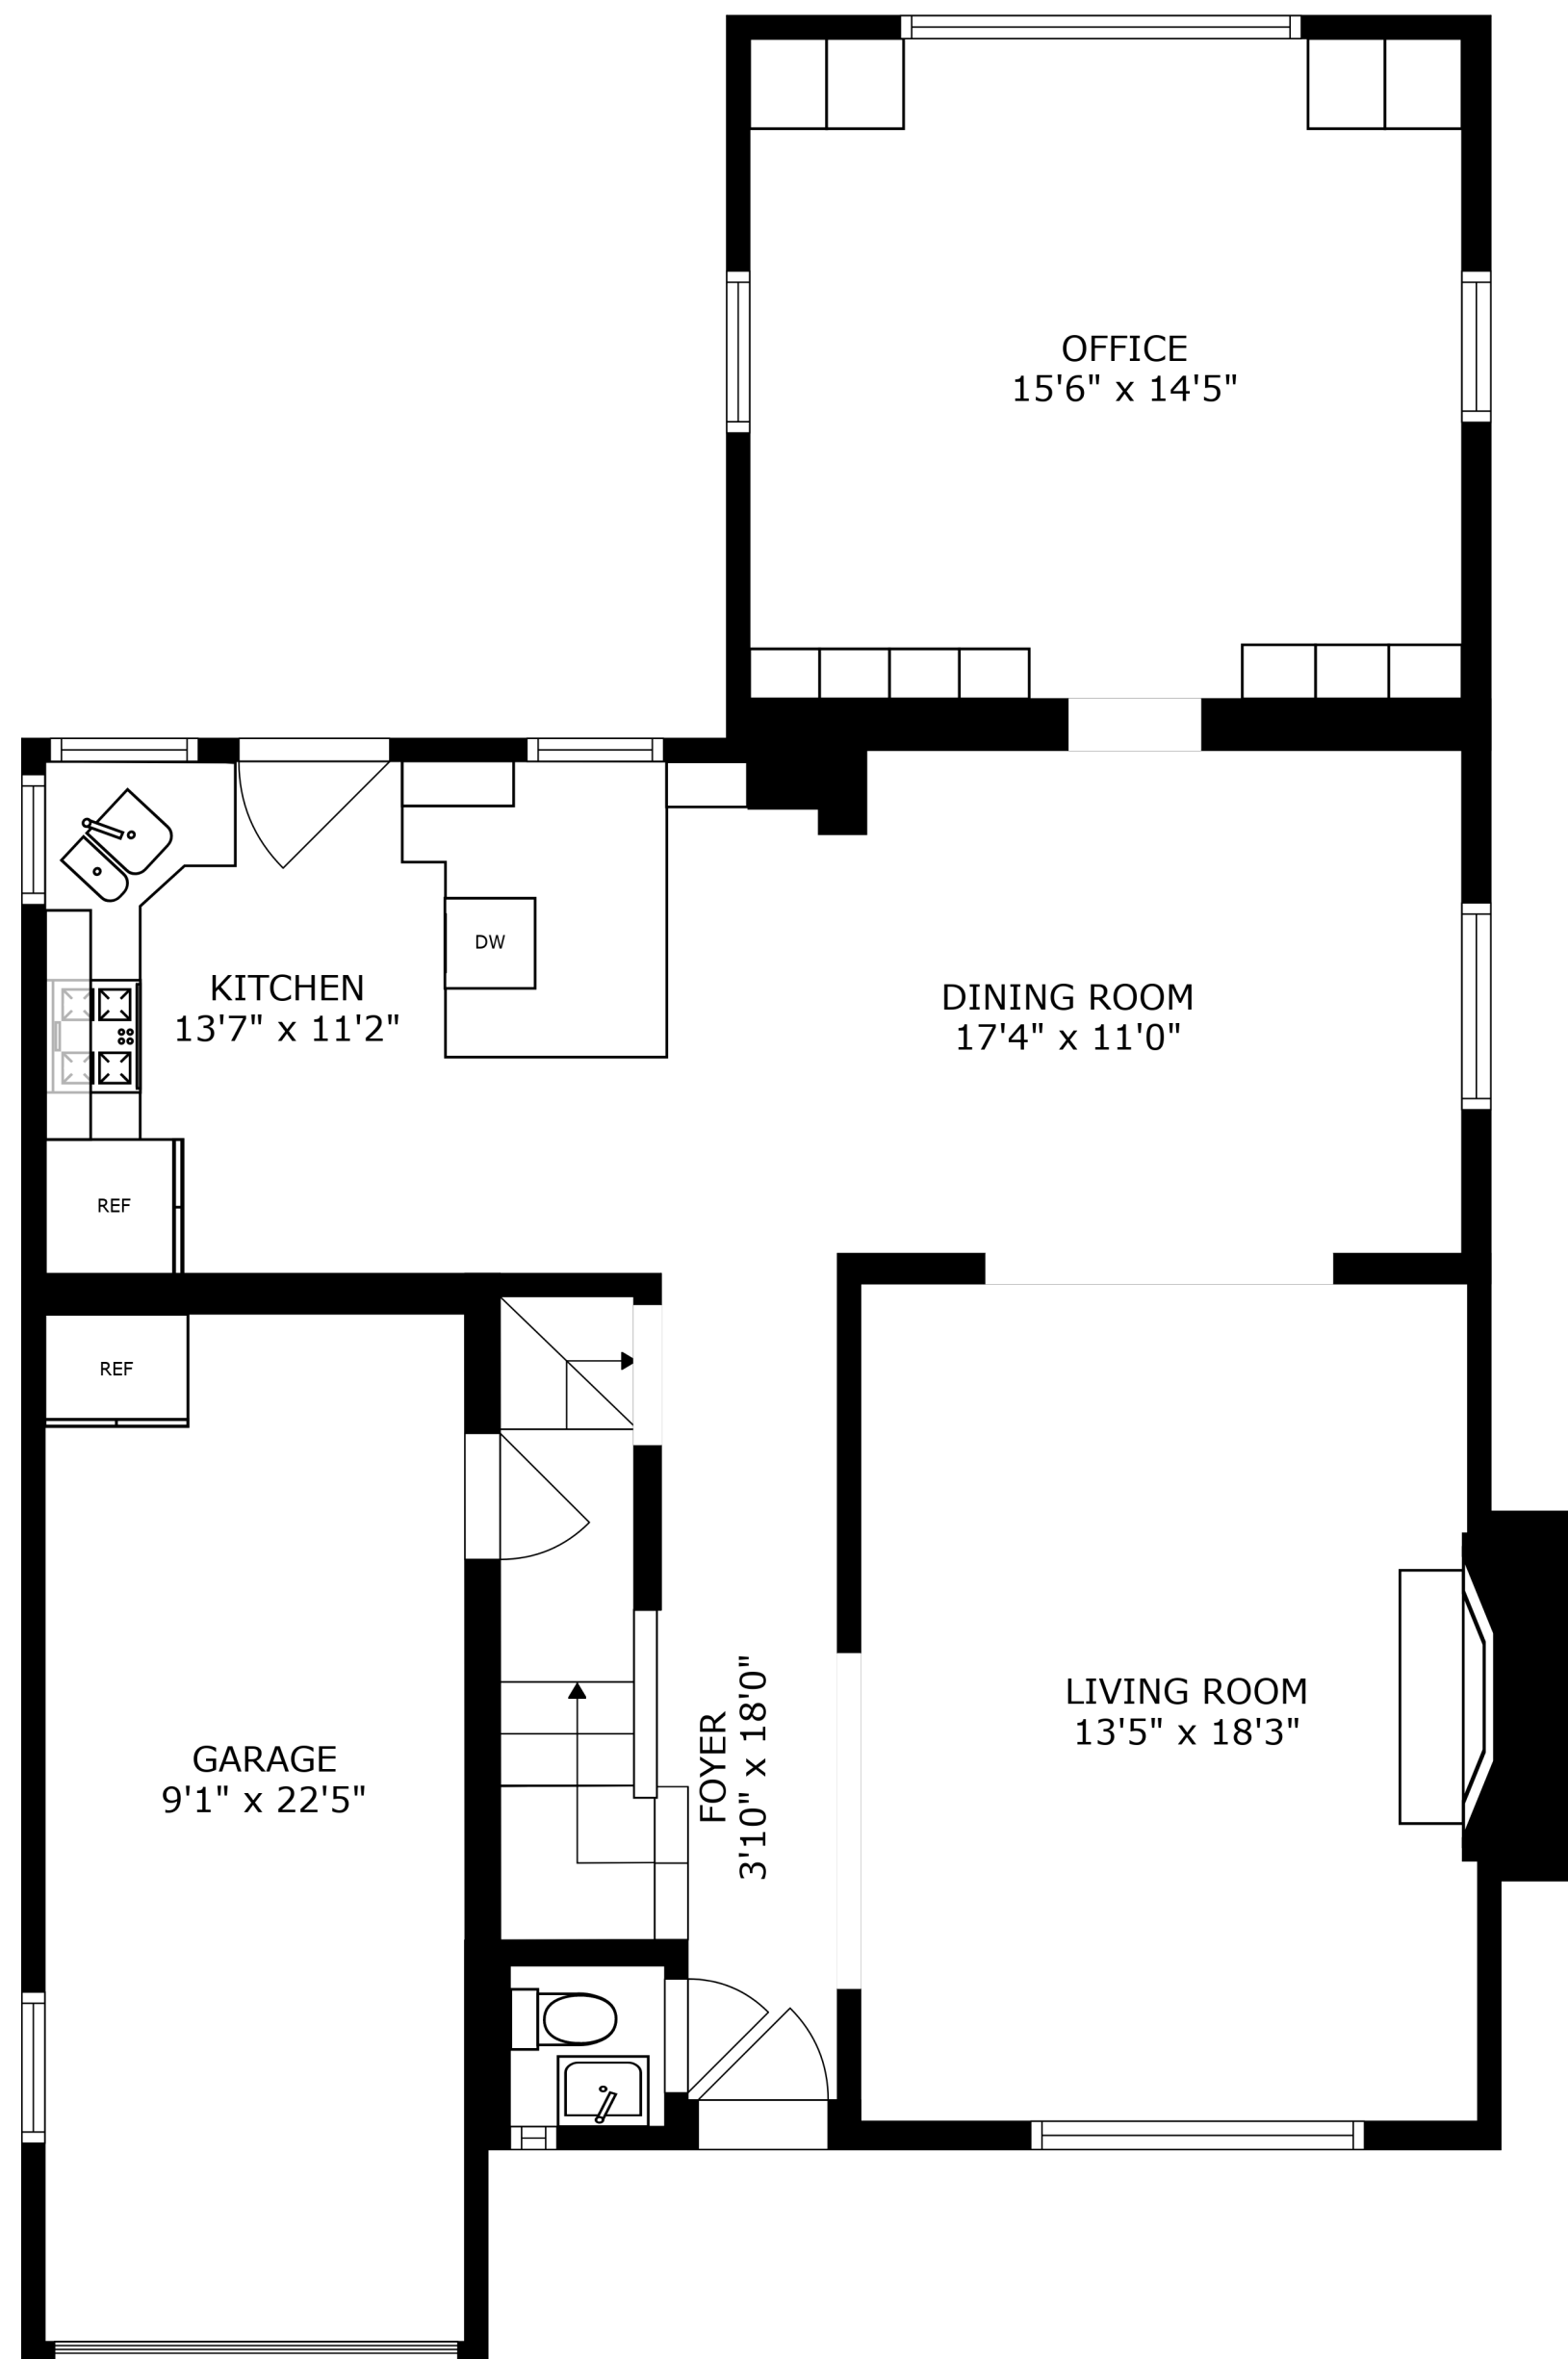 OFFICE
15'6" x 14'5"
DW
KITCHEN
13'7" x 11'2"
DINING ROOM
17'4" x 11'0"
REF
REF
LIVING ROOM
13'5" x 18'3"
FOYER
3'10" x 18'0"
GARAGE
9'1" x 22'5"